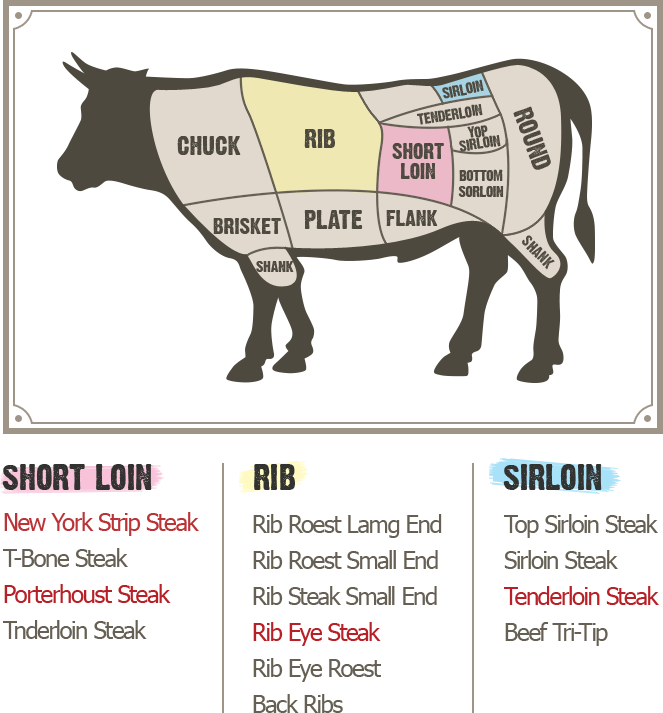 SIRLOIN
TENDERLOIN
CHUCK
RIB
SHORT
LOIN
YOP
SIRLOIN
BOTTOM
SORLOIN
ROUND
BRISKET
PLATE
FLANK
SHANK
SHANK
SHORT LOIN
New York Strip Steak
T-Bone Steak
Porterhoust Steak
Tnderloin Steak
RIB
Rib Roest Lamg End
Rib Roest Small End
Rib Steak Small End
Rib Eye Steak
Rib Eye Roest
Back Ribs
SIRLOIN
Top Sirloin Steak
Sirloin Steak
Tenderloin Steak
Beef Tri-Tip